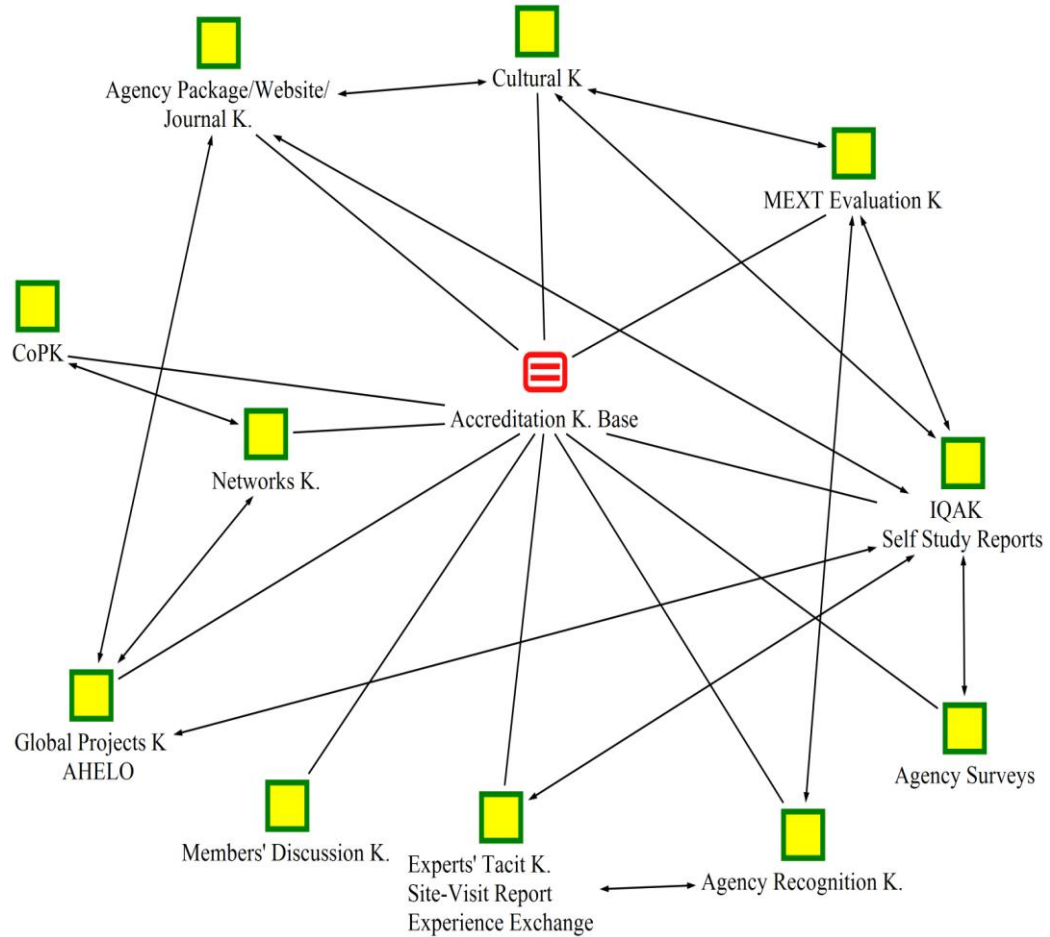 Cultural K
Agency Package/Website/
Journal K.
MEXT Evaluation K
CoPK
Accreditation K. Base
Networks K.
IQAK
Self Study Reports
Global Projects K
AHELO
Agency Surveys
Members' Discussion K.
Experts' Tacit K.
Site-Visit Report
Experience Exchange
Agency Recognition K.